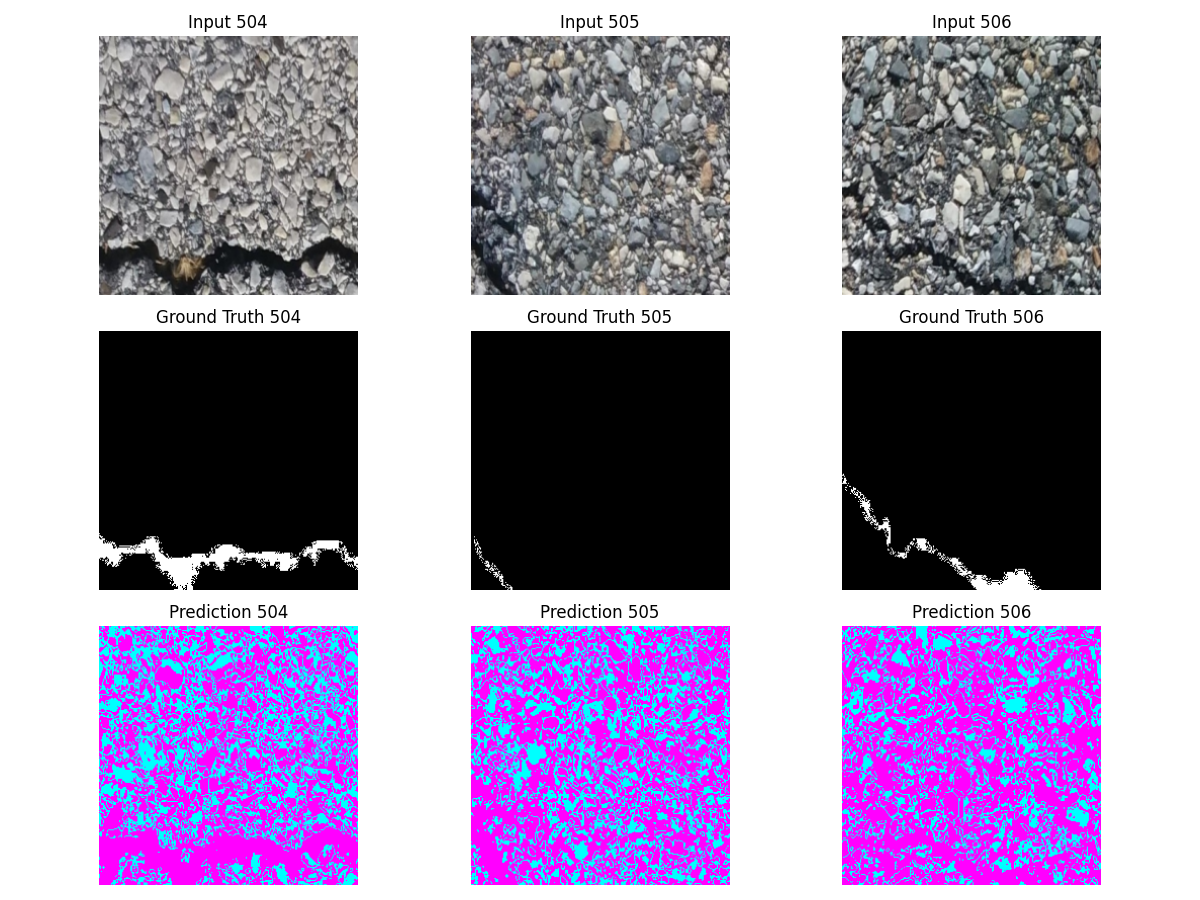 Input 504
Input 505
Input 506
Ground Truth 504
Ground Truth 505
Ground Truth 506
Prediction 504
Prediction 505
Prediction 506